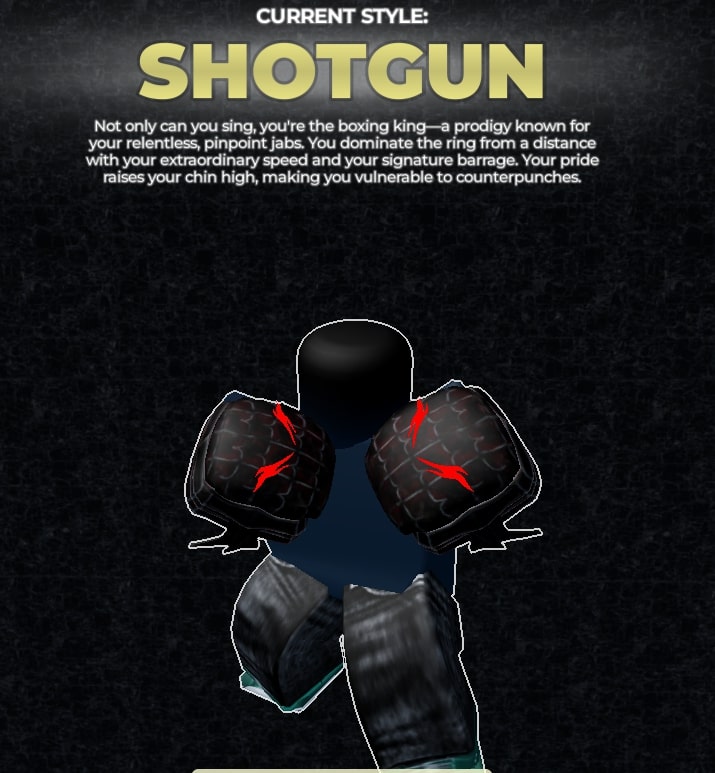 CURRENT STYLE:
SHOTGUN
Not only can you sing, you're the boxing king—a prodigy known for
your relentless, pinpoint jabs. You dominate the ring from a distance
with your extraordinary speed and your signature barrage. Your pride
raises your chin high, making you vulnerable to counterpunches.